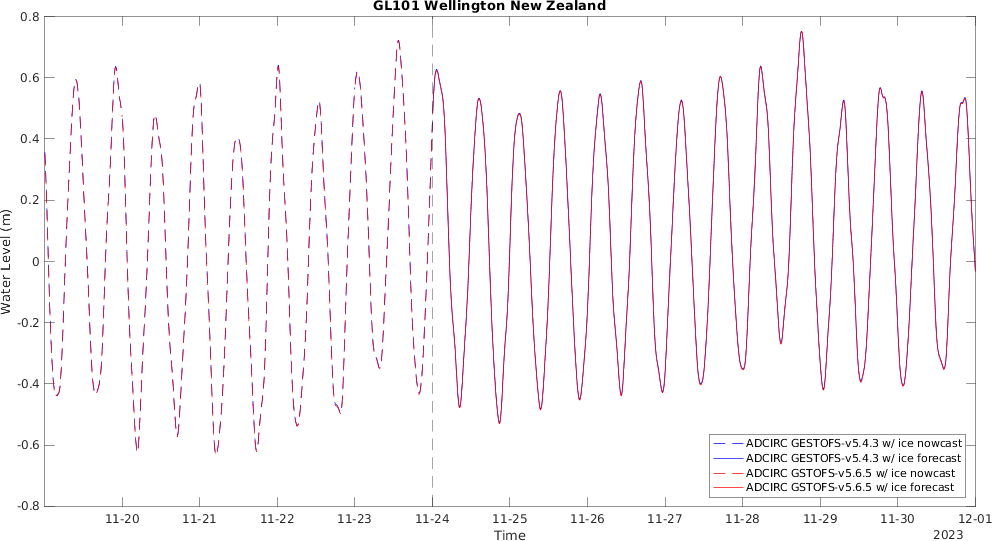 GL101 Wellington New Zealand
0.8
0.6
0.4
0.2
0
-0.2
-0.4
-0.6
-0.8
Water Level (m)
11-20 11-21 11-22 11-23 11-24 11-25 11-26 11-27 11-28 11-29 11-30 12-01
Time
2023
ADCIRC GESTOFS-v5.4.3 w/ ice nowcast
ADCIRC GESTOFS-v5.4.3 w/ ice forecast
ADCIRC GSTOFS-v5.6.5 w/ ice nowcast
ADCIRC GSTOFS-v5.6.5 w/ ice forecast